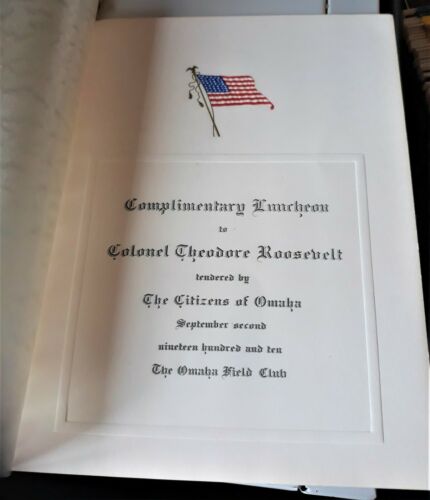 Complimentary Luncheon
to
Colonel Theodore Roosevelt
tendered by
The Citizens of Omaha
September second
nineteen hundred and ten
The Omaha Field Club